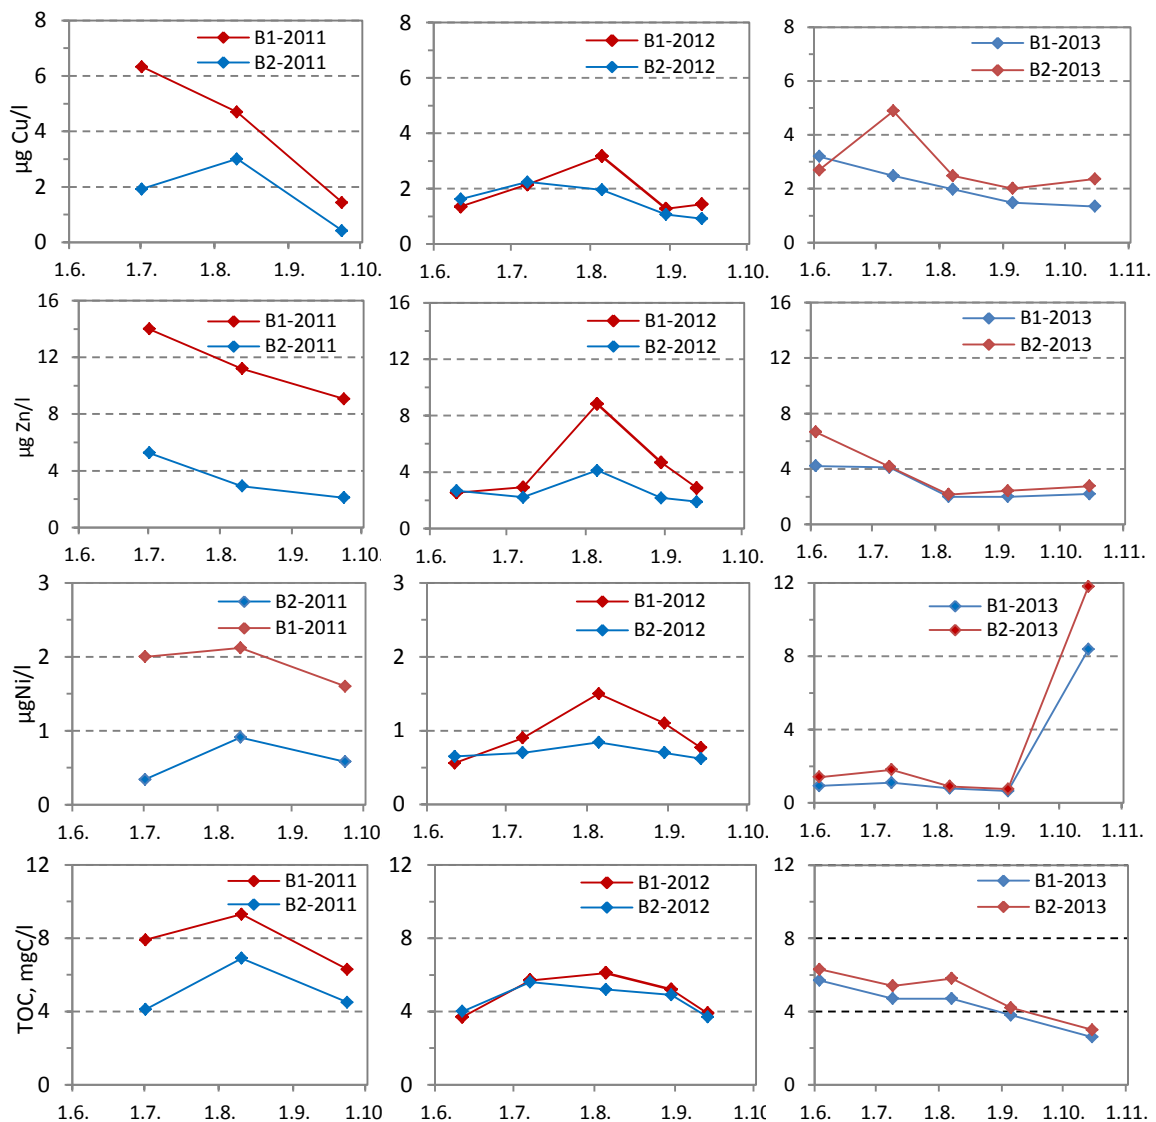 μg Cu/l
8
6
4
2
0
1.6. 1.7. 1.8. 1.9. 1.10.
B1-2011
B2-2011
8
6
4
2
0
1.6. 1.7. 1.8. 1.9. 1.10.
B1-2012
B2-2012
8
6
4
2
0
1.6. 1.7. 1.8. 1.9. 1.10. 1.11.
B1-2013
B2-2013
μg Zn/l
16
12
8
4
0
1.6. 1.7. 1.8. 1.9. 1.10.
B1-2011
B2-2011
16
12
8
4
0
1.6. 1.7. 1.8. 1.9. 1.10.
B1-2012
B2-2012
16
12
8
4
0
1.6. 1.7. 1.8. 1.9. 1.10. 1.11.
B1-2013
B2-2013
μgNi/l
3
2
1
0
1.6. 1.7. 1.8. 1.9. 1.10.
B2-2011
B1-2011
3
2
1
0
1.6. 1.7. 1.8. 1.9. 1.10.
B1-2012
B2-2012
12
8
4
0
1.6. 1.7. 1.8. 1.9. 1.10. 1.11.
B1-2013
B2-2013
TOC, mgC/l
12
8
4
0
1.6. 1.7. 1.8. 1.9. 1.10.
B1-2011
B2-2011
12
8
4
0
1.6. 1.7. 1.8. 1.9. 1.10
B1-2012
B2-2012
12
8
4
0
1.6. 1.7. 1.8. 1.9. 1.10. 1.11.
B1-2013
B2-2013